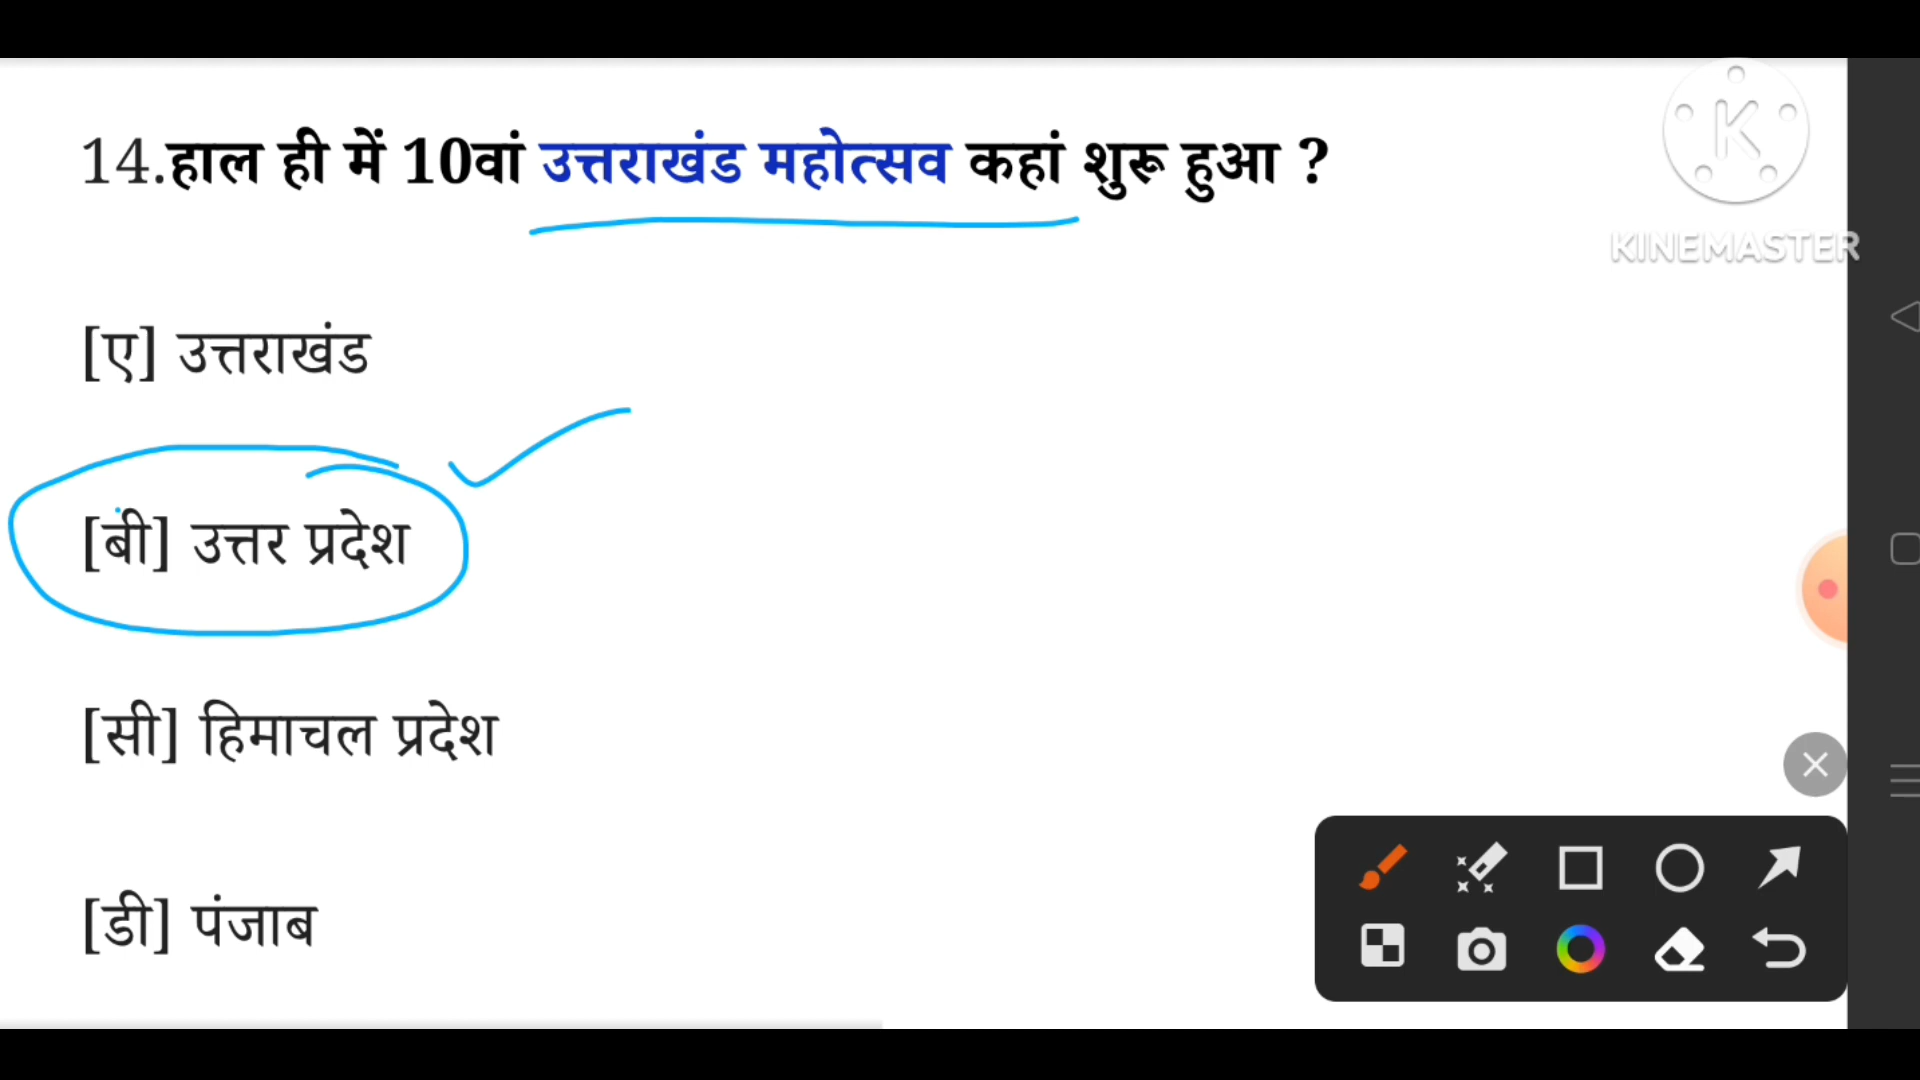 14.हाल ही में 10वां उत्तराखंड महोत्सव कहां शुरू हुआ ?
K
KINEMASTER
[ए] उत्तराखंड
[बी] उत्तर प्रदेश
[सी] हिमाचल प्रदेश
[डी] पंजाब